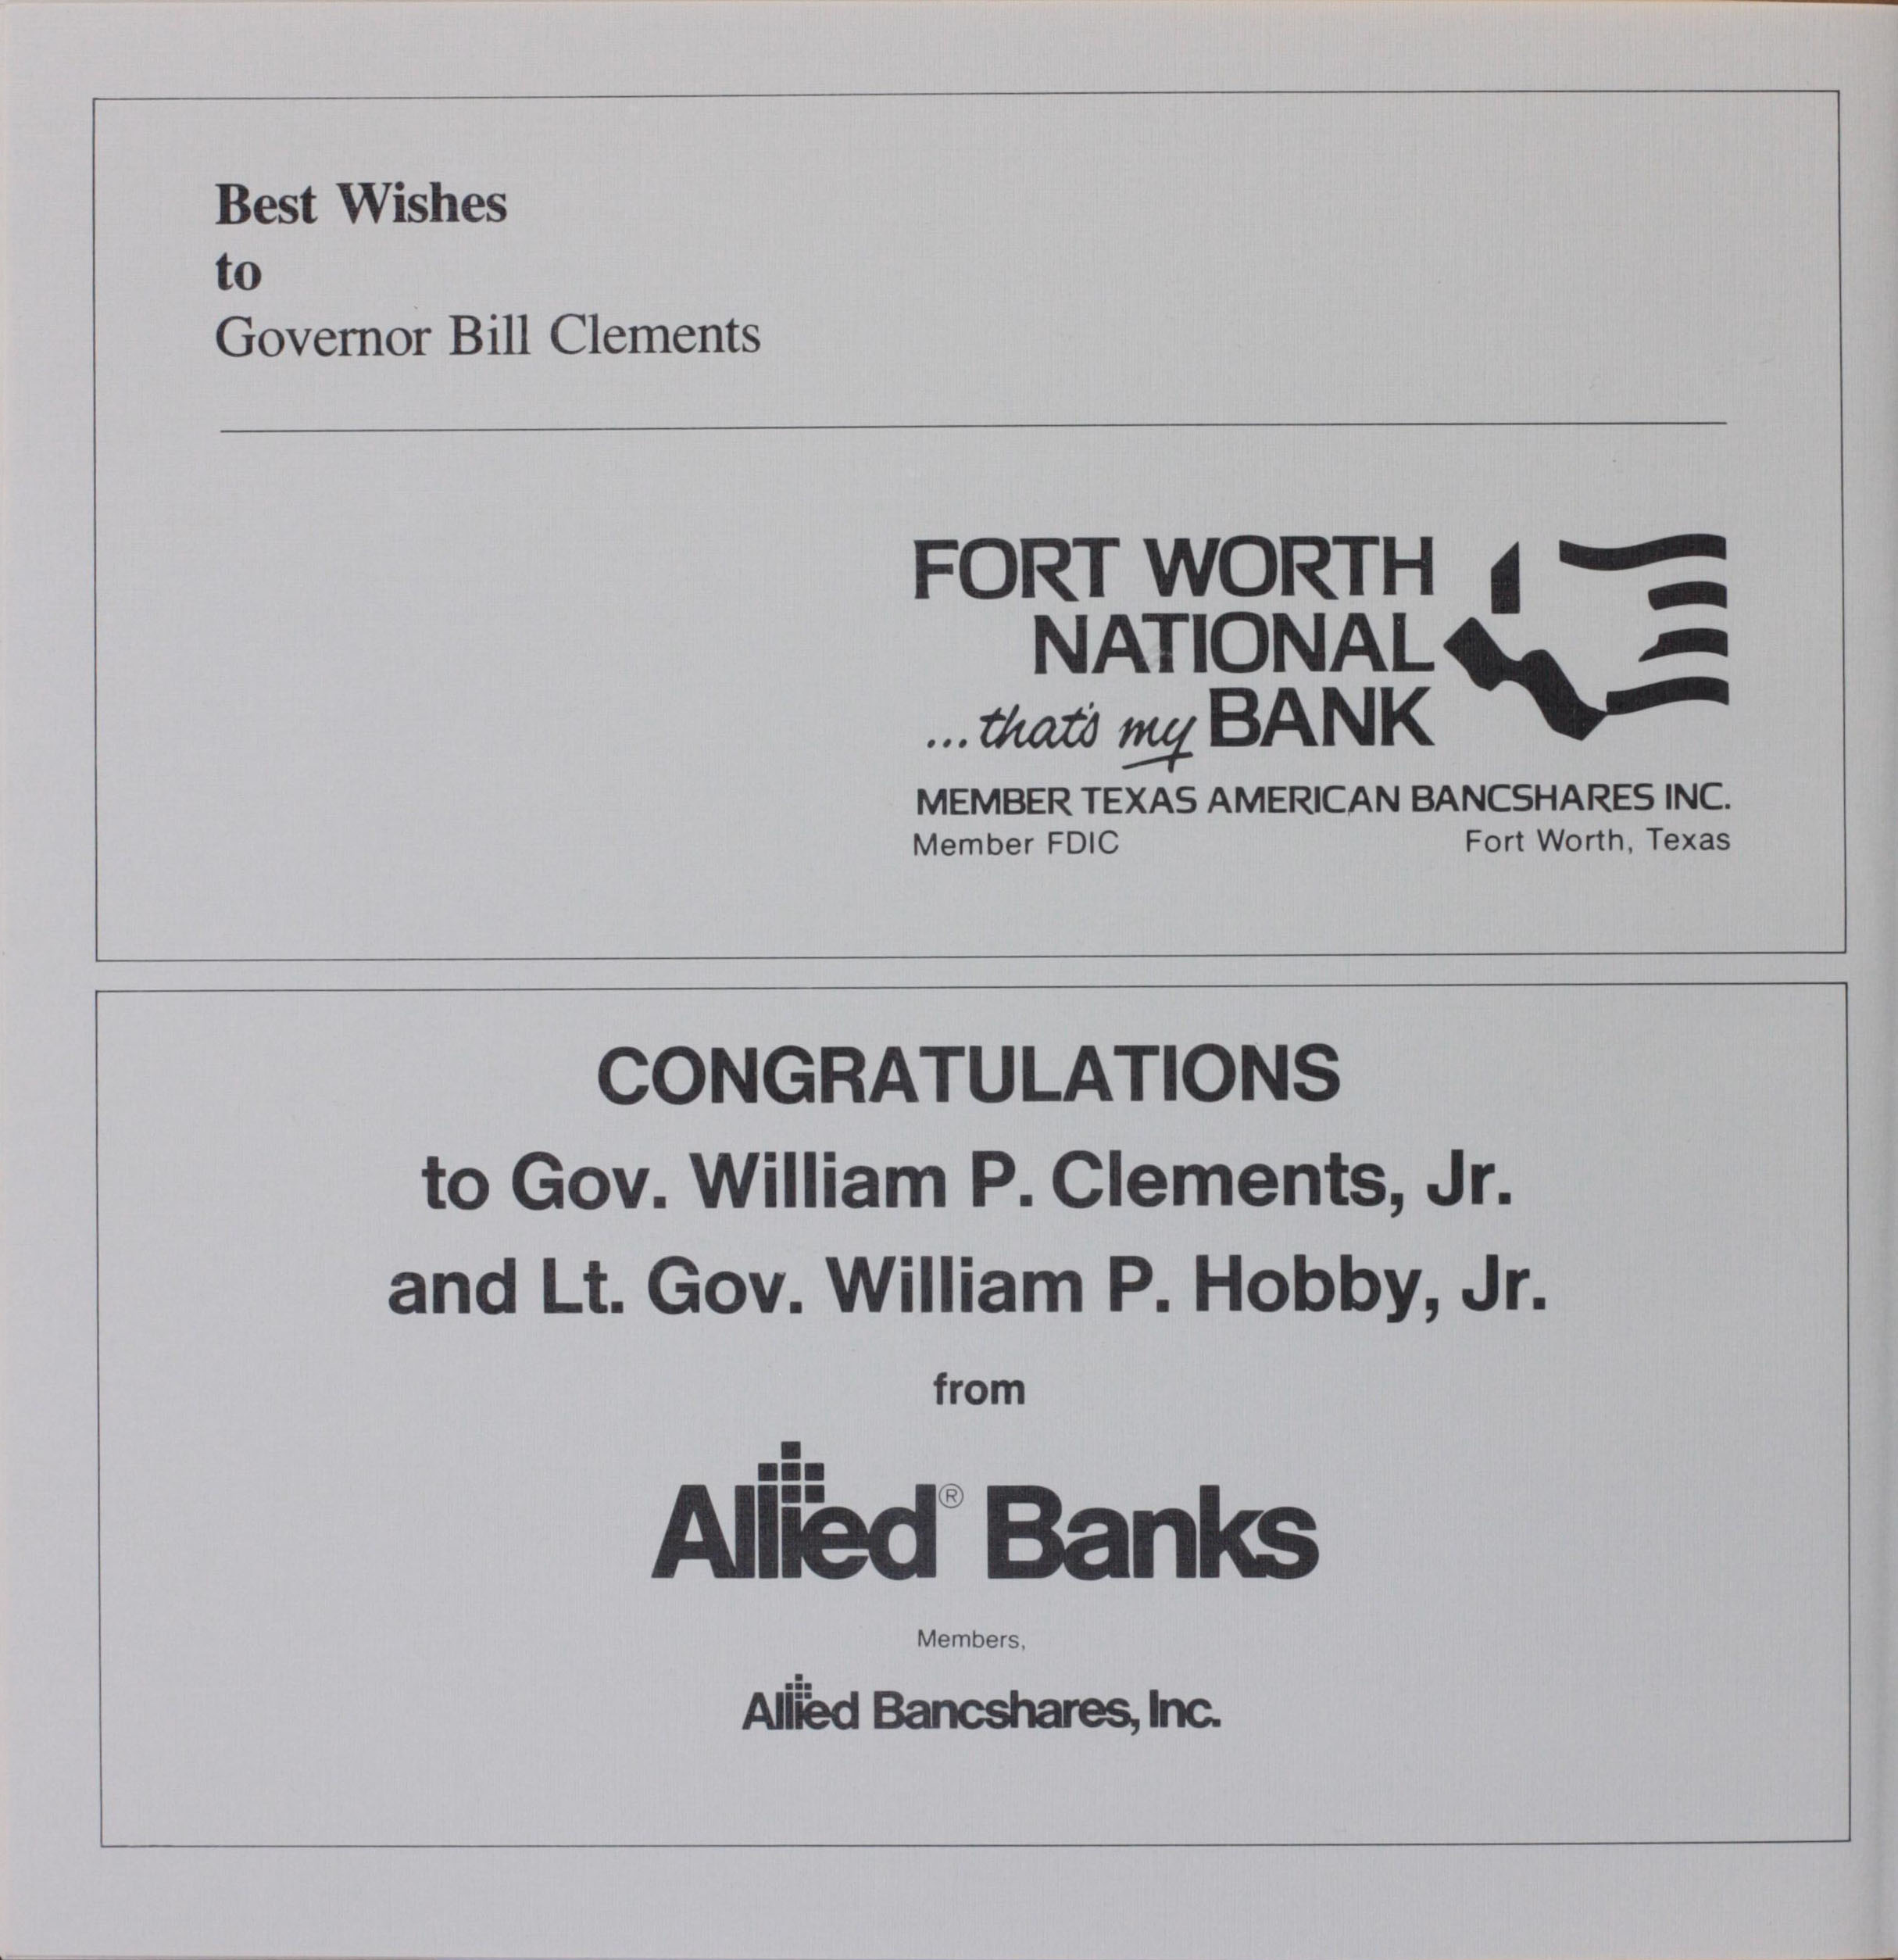 Best Wishes
to
Governor Bill Clements
FORT WORTH
NATIONAL
...that's my BANK
MEMBER TEXAS AMERICAN BANCSHARES INC.
Member FDIC Fort Worth, Texas
CONGRATULATIONS
to Gov. William P. Clements, Jr.
and Lt. Gov. William P. Hobby, Jr.
from
Allied® Banks
Members,
Allied Bancshares, Inc.